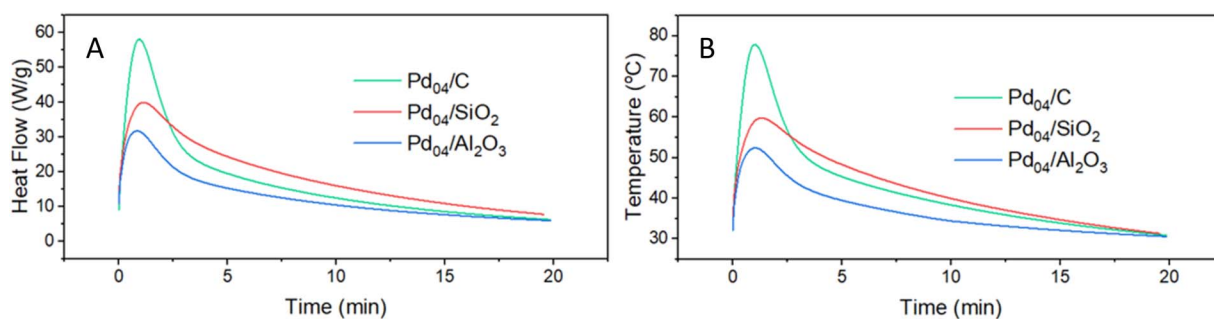 A
Heat Flow (W/g)
60
50
40
30
20
10
0
Pd₀₄/C
Pd₀₄/SiO₂
Pd₀₄/Al₂O₃
0 5 10 15 20
Time (min)
B
Temperature (ºC)
80
70
60
50
40
30
Pd₀₄/C
Pd₀₄/SiO₂
Pd₀₄/Al₂O₃
0 5 10 15 20
Time (min)